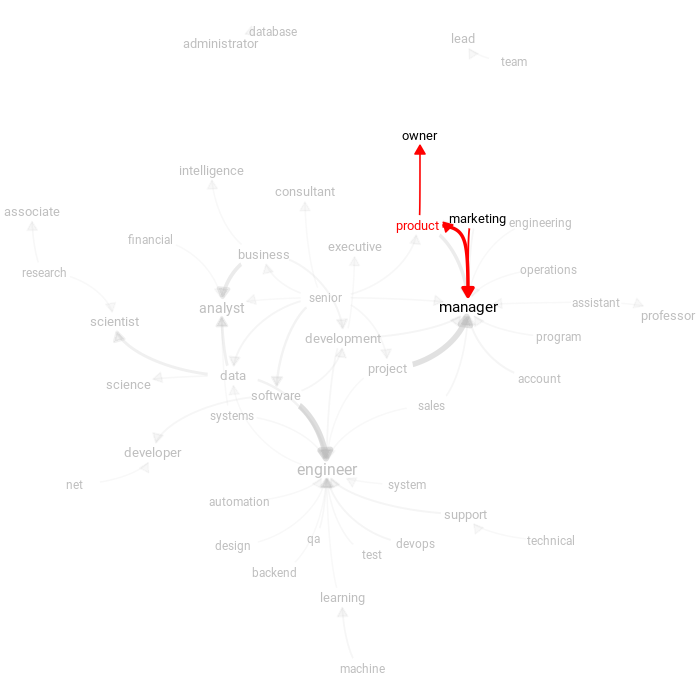 database
administrator
lead
team
owner
intelligence
consultant
associate
product
marketing
engineering
financial
executive
business
research
operations
senior
analyst
manager
assistant
professor
scientist
development
program
project
data
account
science
software
sales
systems
developer
engineer
net
system
automation
support
qa
technical
design
test
devops
backend
learning
machine